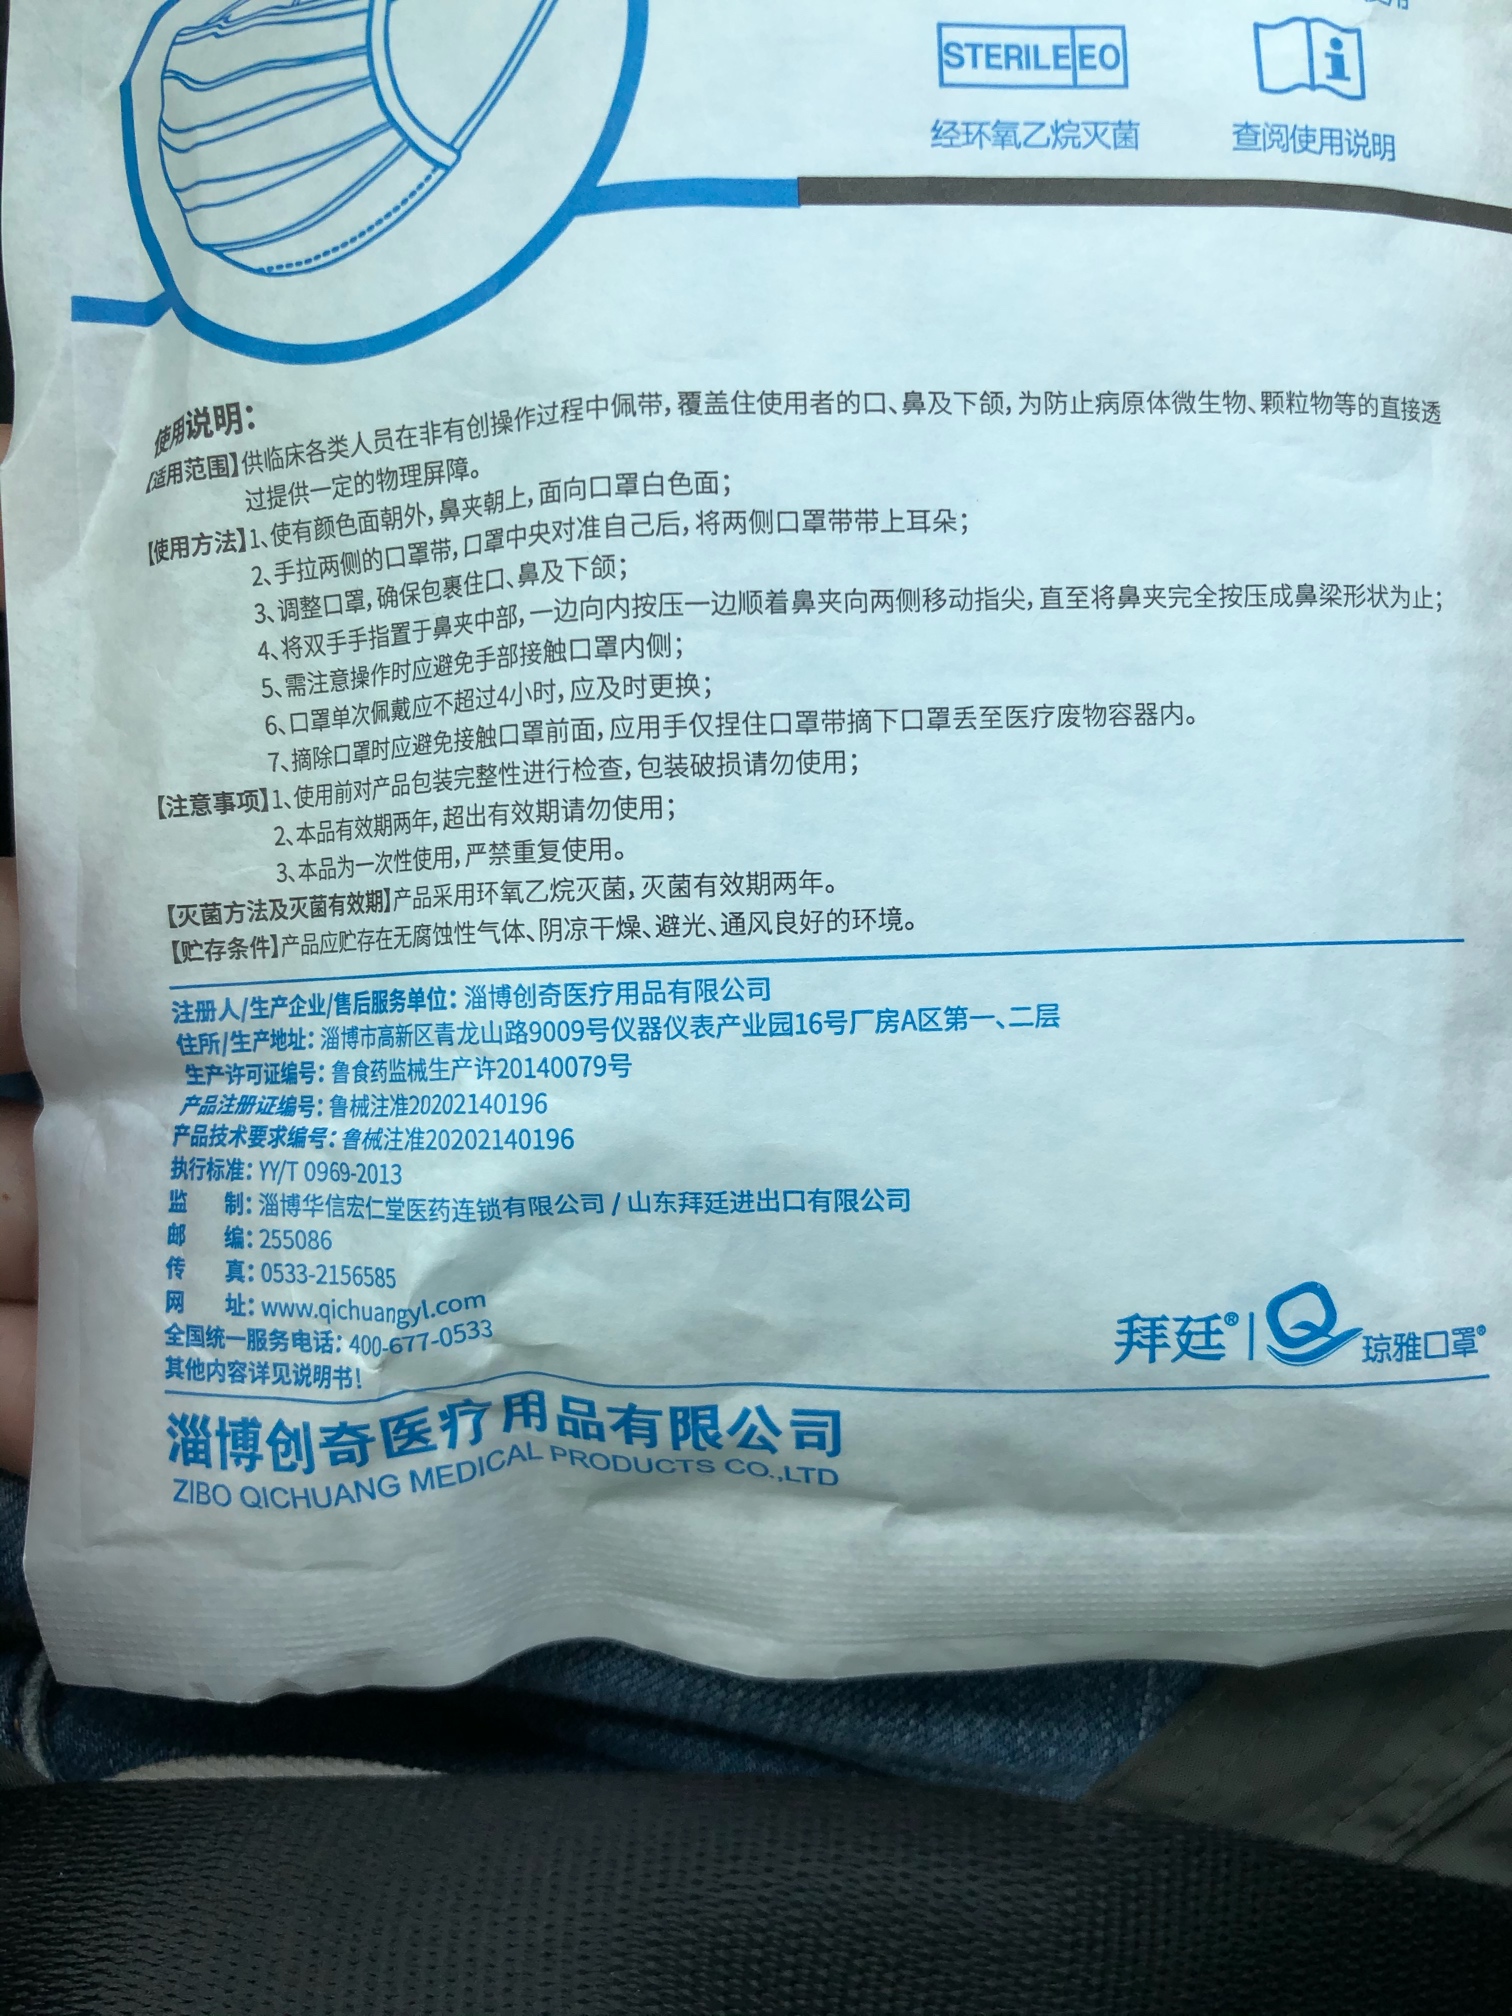 STERILE EO
经环氧乙烷灭菌
查阅使用说明
使用说明：
【适用范围】供临床各类人员在非有创操作过程中佩带，覆盖住使用者的口、鼻及下颌，为防止病原体微生物、颗粒物等的直接透
过提供一定的物理屏障。
【使用方法】1、使有颜色面朝外，鼻夹朝上，面向口罩白色面；
2、手拉两侧的口罩带，口罩中央对准自己后，将两侧口罩带带上耳朵；
3、调整口罩，确保包裹住口、鼻及下颌；
4、将双手手指置于鼻夹中部，一边向内按压一边顺着鼻夹向两侧移动指尖，直至将鼻夹完全按压成鼻梁形状为止；
5、需注意操作时应避免手部接触口罩内侧；
6、口罩单次佩戴应不超过4小时，应及时更换；
7、摘除口罩时应避免接触口罩前面，应用手仅捏住口罩带摘下口罩丢至医疗废物容器内。
【注意事项】1、使用前对产品包装完整性进行检查，包装破损请勿使用；
2、本品有效期两年，超出有效期请勿使用；
3、本品为一次性使用，严禁重复使用。
【灭菌方法及灭菌有效期】产品采用环氧乙烷灭菌，灭菌有效期两年。
【贮存条件】产品应贮存在无腐蚀性气体、阴凉干燥、避光、通风良好的环境。
注册人/生产企业/售后服务单位：淄博创奇医疗用品有限公司
住所/生产地址：淄博市高新区青龙山路9009号仪器仪表产业园16号厂房A区第一、二层
生产许可证编号：鲁食药监械生产许20140079号
产品注册证编号：鲁械注准20202140196
产品技术要求编号：鲁械注准20202140196
执行标准：YY/T 0969-2013
监 制：淄博华信宏仁堂医药连锁有限公司 / 山东拜廷进出口有限公司
邮 编：255086
传 真：0533-2156585
网 址：www.qichuangyl.com
全国统一服务电话：400-677-0533
其他内容详见说明书！
拜廷® | Q 琼雅口罩®
淄博创奇医疗用品有限公司
ZIBO QICHUANG MEDICAL PRODUCTS CO.,LTD